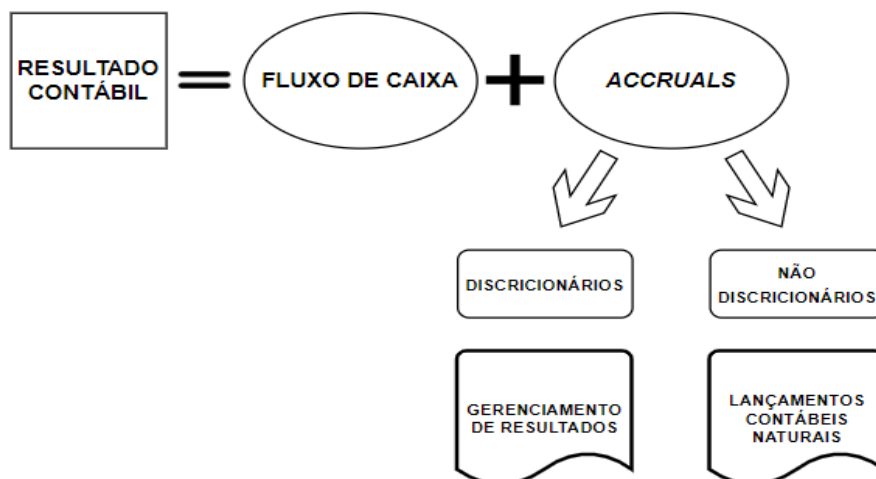 RESULTADO
CONTÁBIL
=
FLUXO DE CAIXA
+
ACCRUALS
DISCRICIONÁRIOS
NÃO
DISCRICIONÁRIOS
GERENCIAMENTO
DE RESULTADOS
LANÇAMENTOS
CONTÁBEIS
NATURAIS